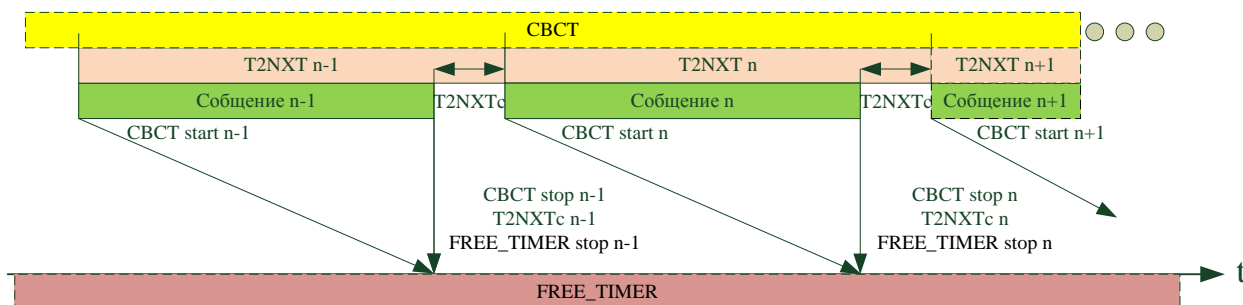 CBCT
T2NXT n-1
T2NXT n
T2NXT n+1
Собщение n-1
T2NXTc
Собщение n
T2NXTc
Собщение n+1
CBCT start n-1
CBCT start n
CBCT start n+1
CBCT stop n-1
T2NXTc n-1
FREE_TIMER stop n-1
CBCT stop n
T2NXTc n
FREE_TIMER stop n
t
FREE_TIMER